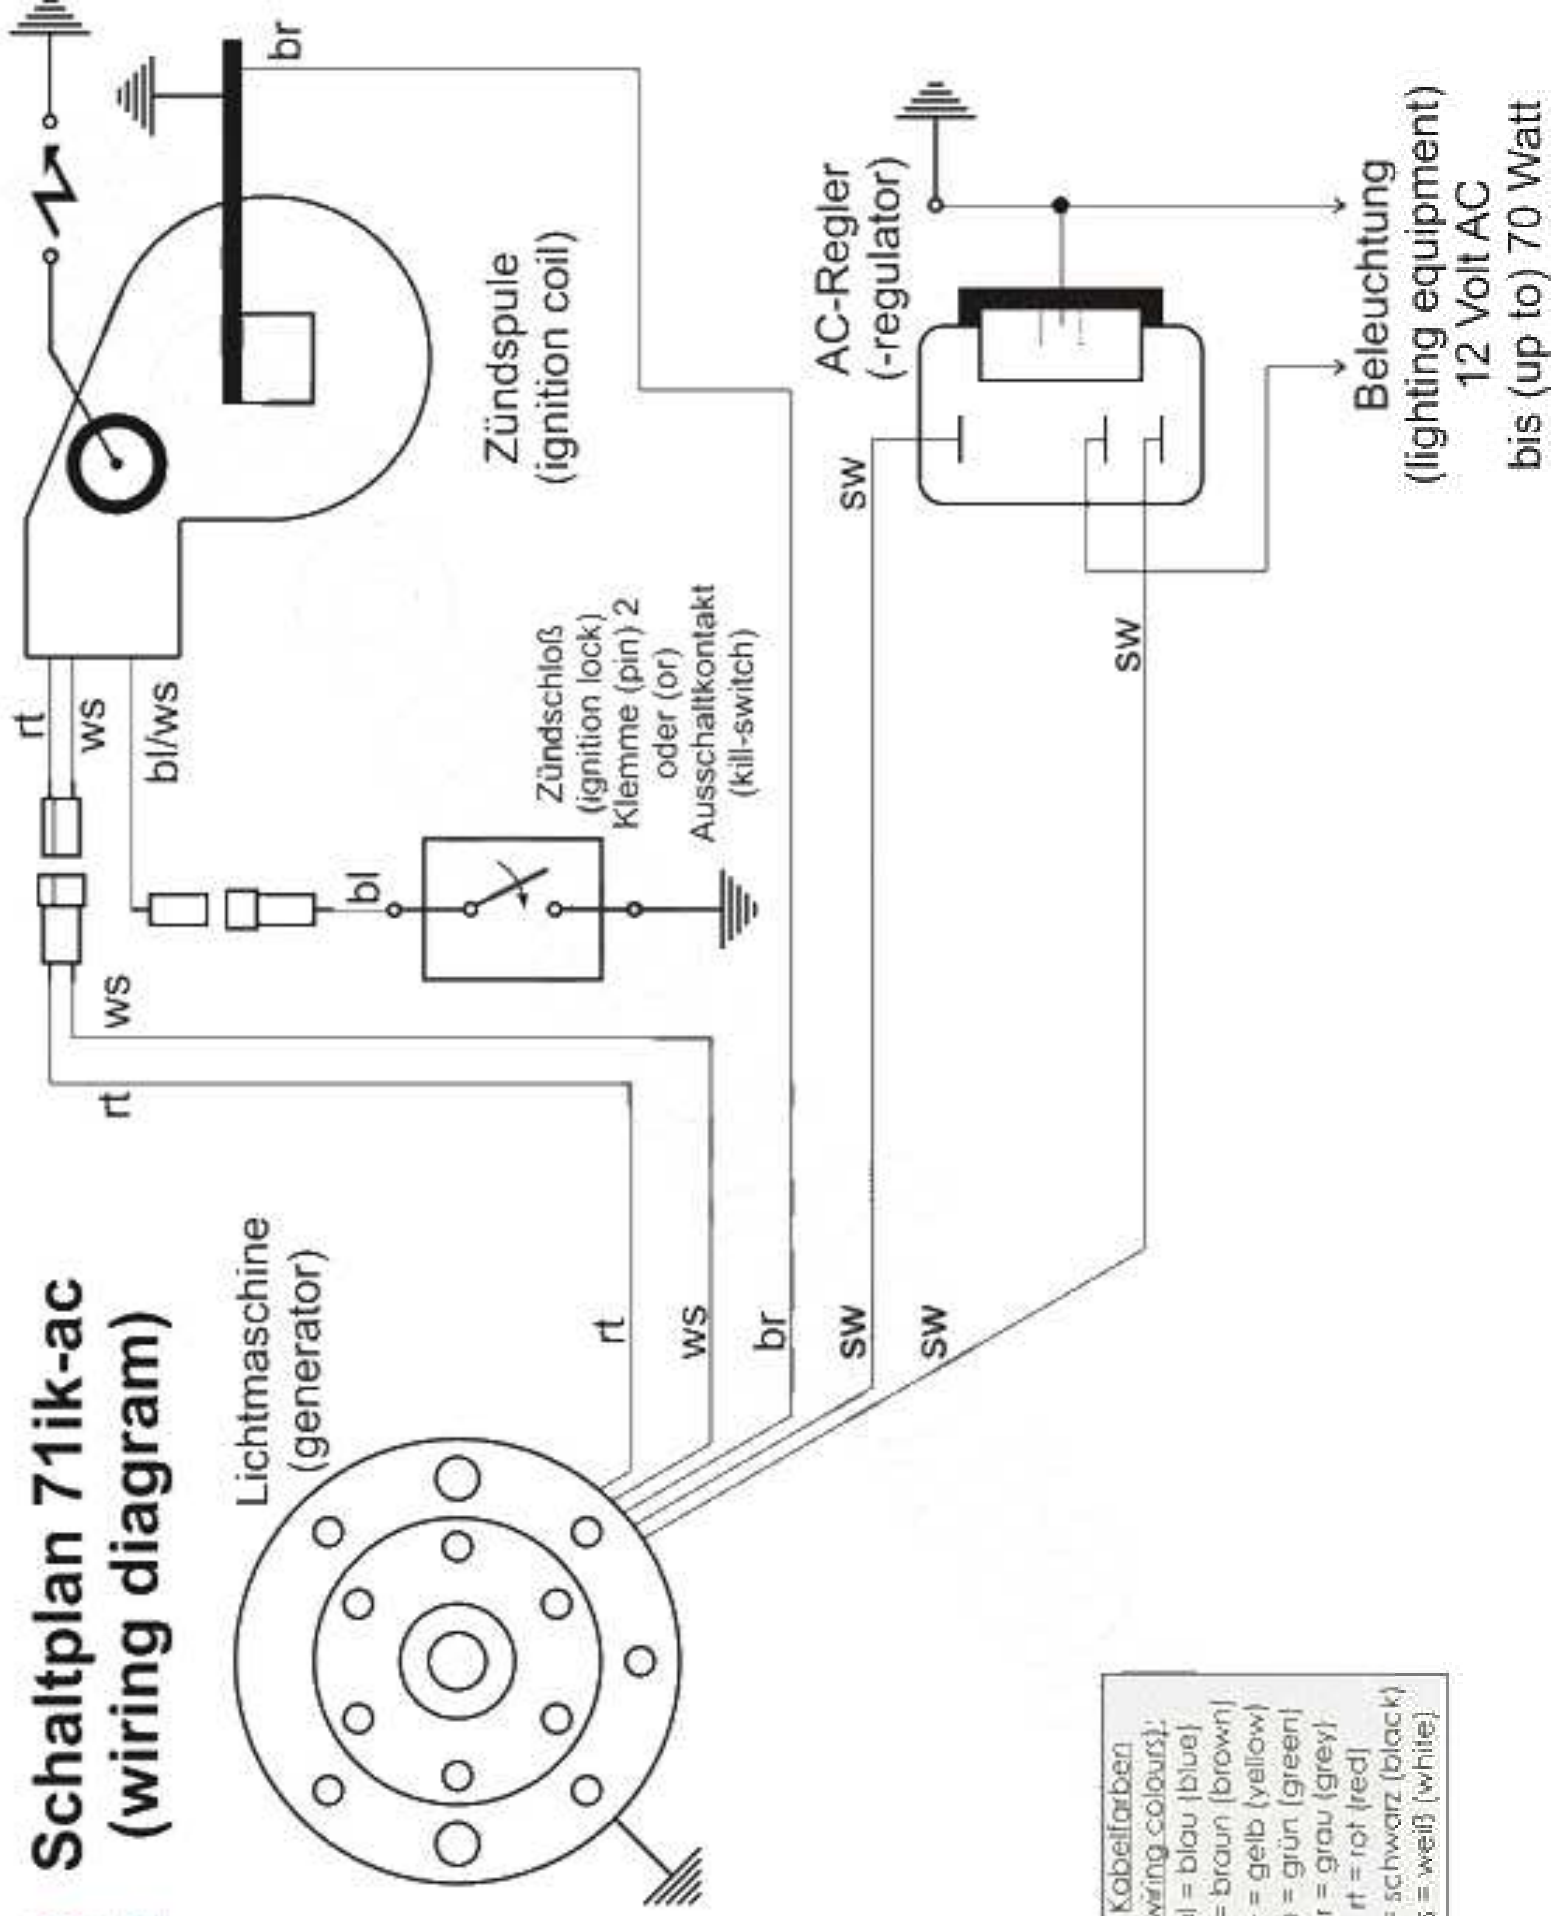 Schaltplan 71ik-ac
(wiring diagram)
Lichtmaschine
(generator)
rt
ws
br
sw
sw
rt
ws
rt
ws
bl/ws
bl
Zündschloß
(ignition lock)
Klemme (pin) 2
oder (or)
Ausschaltkontakt
(kill-switch)
Zündspule
(ignition coil)
br
AC-Regler
(-regulator)
sw
sw
Beleuchtung
(lighting equipment)
12 Volt AC
bis (up to) 70 Watt
Kabelfarben
wiring colours):
= blau (blue)
= braun (brown)
= gelb (yellow)
= grün (green)
= grau (grey)
rt = rot (red)
= schwarz (black)
= weiß (white)